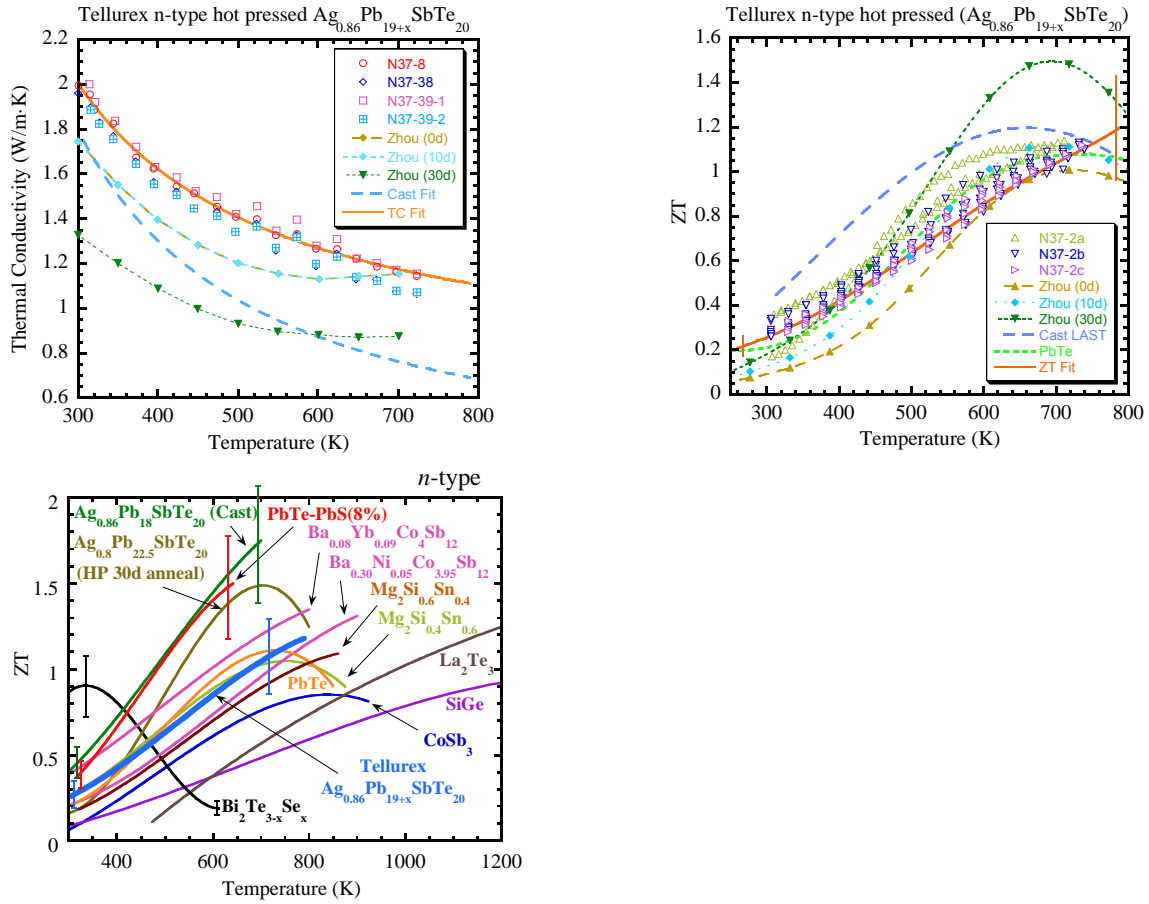 Tellurex n-type hot pressed Ag0.86Pb19+xSbTe20
2.2
2
1.8
1.6
1.4
1.2
1
0.8
0.6
Thermal Conductivity (W/m·K)
N37-8
N37-38
N37-39-1
N37-39-2
Zhou (0d)
Zhou (10d)
Zhou (30d)
Cast Fit
TC Fit
300
400
500
600
700
800
Temperature (K)
Tellurex n-type hot pressed (Ag0.86Pb19+xSbTe20)
1.6
1.4
1.2
1.0
0.8
0.6
0.4
0.2
0
ZT
N37-2a
N37-2b
N37-2c
Zhou (0d)
Zhou (10d)
Zhou (30d)
Cast LAST
PbTe
ZT Fit
300
400
500
600
700
800
Temperature (K)
n-type
2
1.5
1
0.5
0
ZT
Ag0.86Pb18SbTe20 (Cast)
PbTe-PbS(8%)
Ag0.8Pb22.5SbTe20
(HP 30d anneal)
Ba0.08Yb0.09Co4Sb12
Ba0.30Ni0.05Co3.95Sb12
Mg2Si0.6Sn0.4
Mg2Si0.4Sn0.6
La2Te3
PbTe
SiGe
CoSb3
Tellurex
Ag0.86Pb19+xSbTe20
Bi2Te3-xSex
400
600
800
1000
1200
Temperature (K)